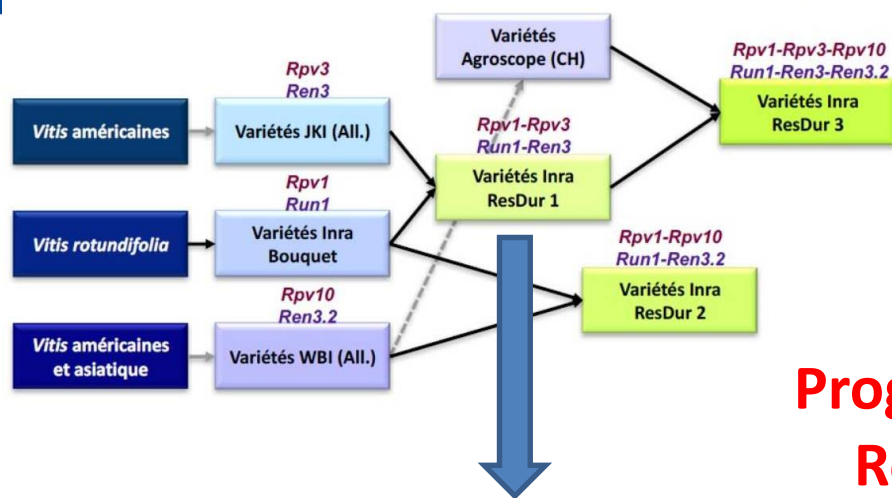 Vitis américaines
Rpv3
Ren3
Variétés JKI (All.)
Vitis rotundifolia
Rpv1
Run1
Variétés Inra
Bouquet
Vitis américaines
et asiatique
Rpv10
Ren3.2
Variétés WBI (All.)
Variétés
Agroscope (CH)
Rpv1-Rpv3
Run1-Ren3
Variétés Inra
ResDur 1
Rpv1-Rpv10
Run1-Ren3.2
Variétés Inra
ResDur 2
Rpv1-Rpv3-Rpv10
Run1-Ren3-Ren3.2
Variétés Inra
ResDur 3